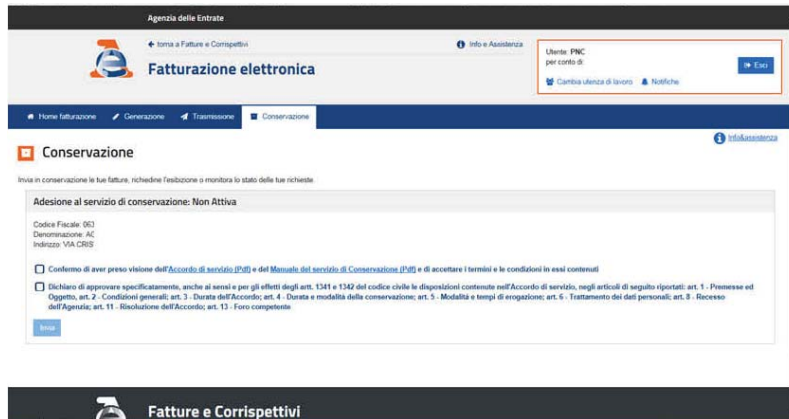 Agenzia delle Entrate
torna a Fatture e Corrispettivi
Info e Assistenza
Fatturazione elettronica
Utente: PNC
per conto di:
Esci
Cambia utenza di lavoro
Notifiche
Home fatturazione
Generazione
Trasmissione
Conservazione
Info&assistenza
Conservazione
Invia in conservazione le tue fatture, richiedine l'esibizione o monitora lo stato delle tue richieste.
Adesione al servizio di conservazione: Non Attiva
Codice Fiscale: 063
Denominazione: AC
Indirizzo: VIA CRIS
Confermo di aver preso visione dell'Accordo di servizio (Pdf) e del Manuale del servizio di Conservazione (Pdf) e di accettare i termini e le condizioni in essi contenuti
Dichiaro di approvare specificatamente, anche ai sensi e per gli effetti degli artt. 1341 e 1342 del codice civile le disposizioni contenute nell'Accordo di servizio, negli articoli di seguito riportati: art. 1 - Premesse ed
Oggetto, art. 2 - Condizioni generali; art. 3 - Durata dell'Accordo; art. 4 - Durata e modalità della conservazione; art. 5 - Modalità e tempi di erogazione; art. 6 - Trattamento dei dati personali; art. 8 - Recesso
dell'Agenzia; art. 11 - Risoluzione dell'Accordo; art. 13 - Foro competente
Invia
Fatture e Corrispettivi